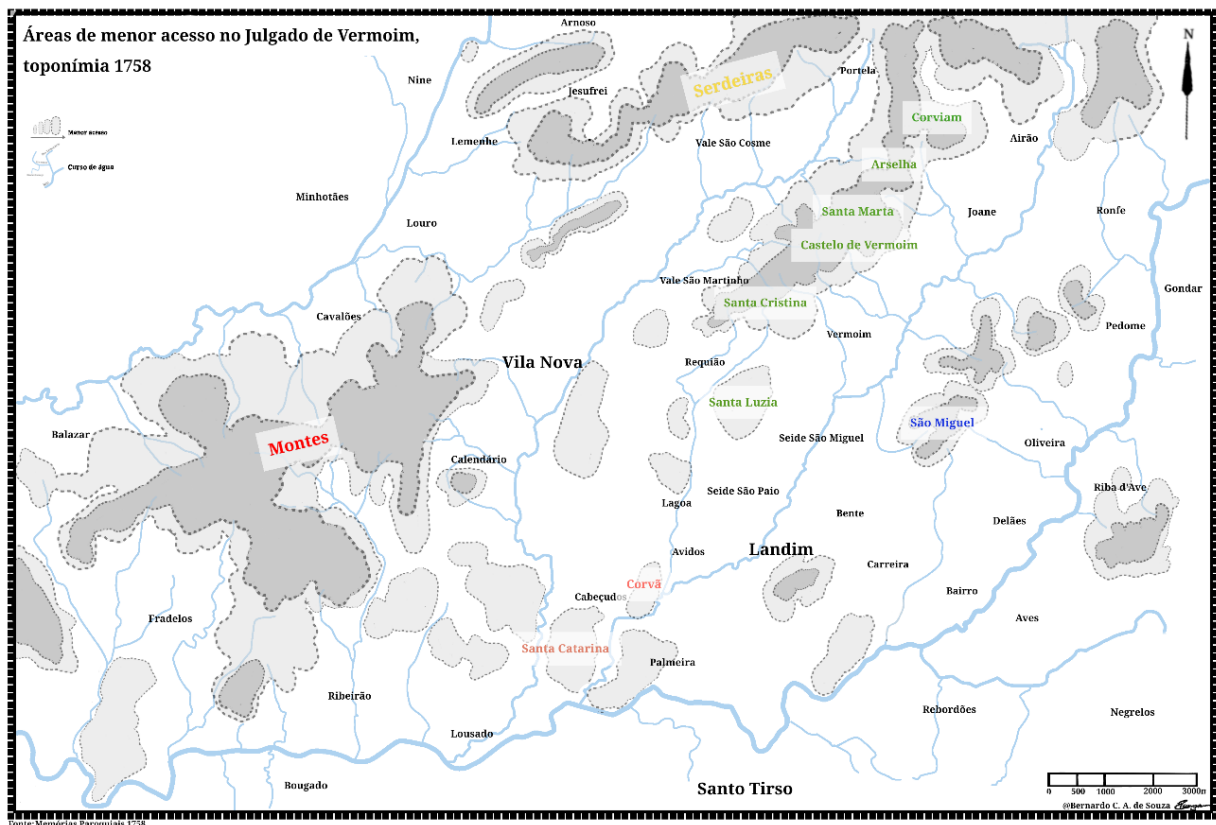 Áreas de menor acesso no Julgado de Vermoim,
toponímia 1758
Menor acesso
Curso de água
N
Arnoso
Nine
Jesufrei
Serdeiras
Portela
Corviam
Lemenhe
Vale São Cosme
Airão
Arselha
Minhotães
Louro
Santa Marta
Joane
Ronfe
Castelo de Vermoim
Vale São Martinho
Gondar
Santa Cristina
Cavalões
Vermoim
Pedome
Vila Nova
Requião
Santa Luzia
São Miguel
Balazar
Montes
Seide São Miguel
Oliveira
Calendário
Riba d'Ave
Seide São Paio
Lagoa
Bente
Delães
Avidos
Landim
Carreira
Corvã
Cabeçudos
Bairro
Fradelos
Aves
Santa Catarina
Palmeira
Ribeirão
Rebordões
Negrelos
Lousado
Bougado
Santo Tirso
0 500 1000 2000 3000m
@Bernardo C. A. de Souza
Fonte: Memórias Paroquiais 1758